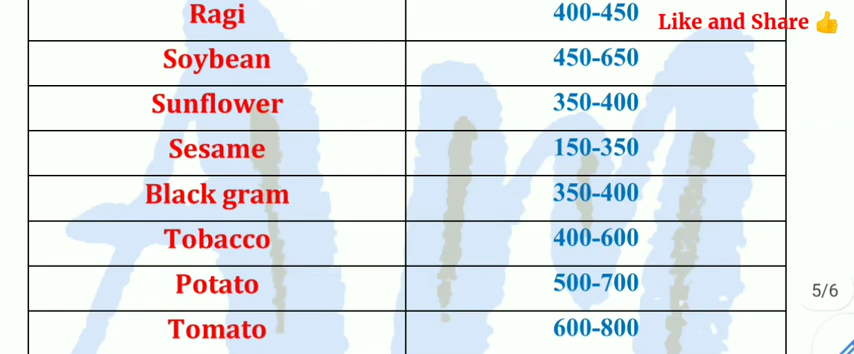 Ragi 400-450
Like and Share 👍
Soybean 450-650
Sunflower 350-400
Sesame 150-350
Black gram 350-400
Tobacco 400-600
Potato 500-700
5/6
Tomato 600-800